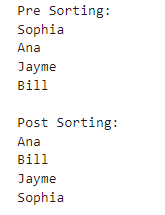 Pre Sorting:
Sophia
Ana
Jayme
Bill

Post Sorting:
Ana
Bill
Jayme
Sophia